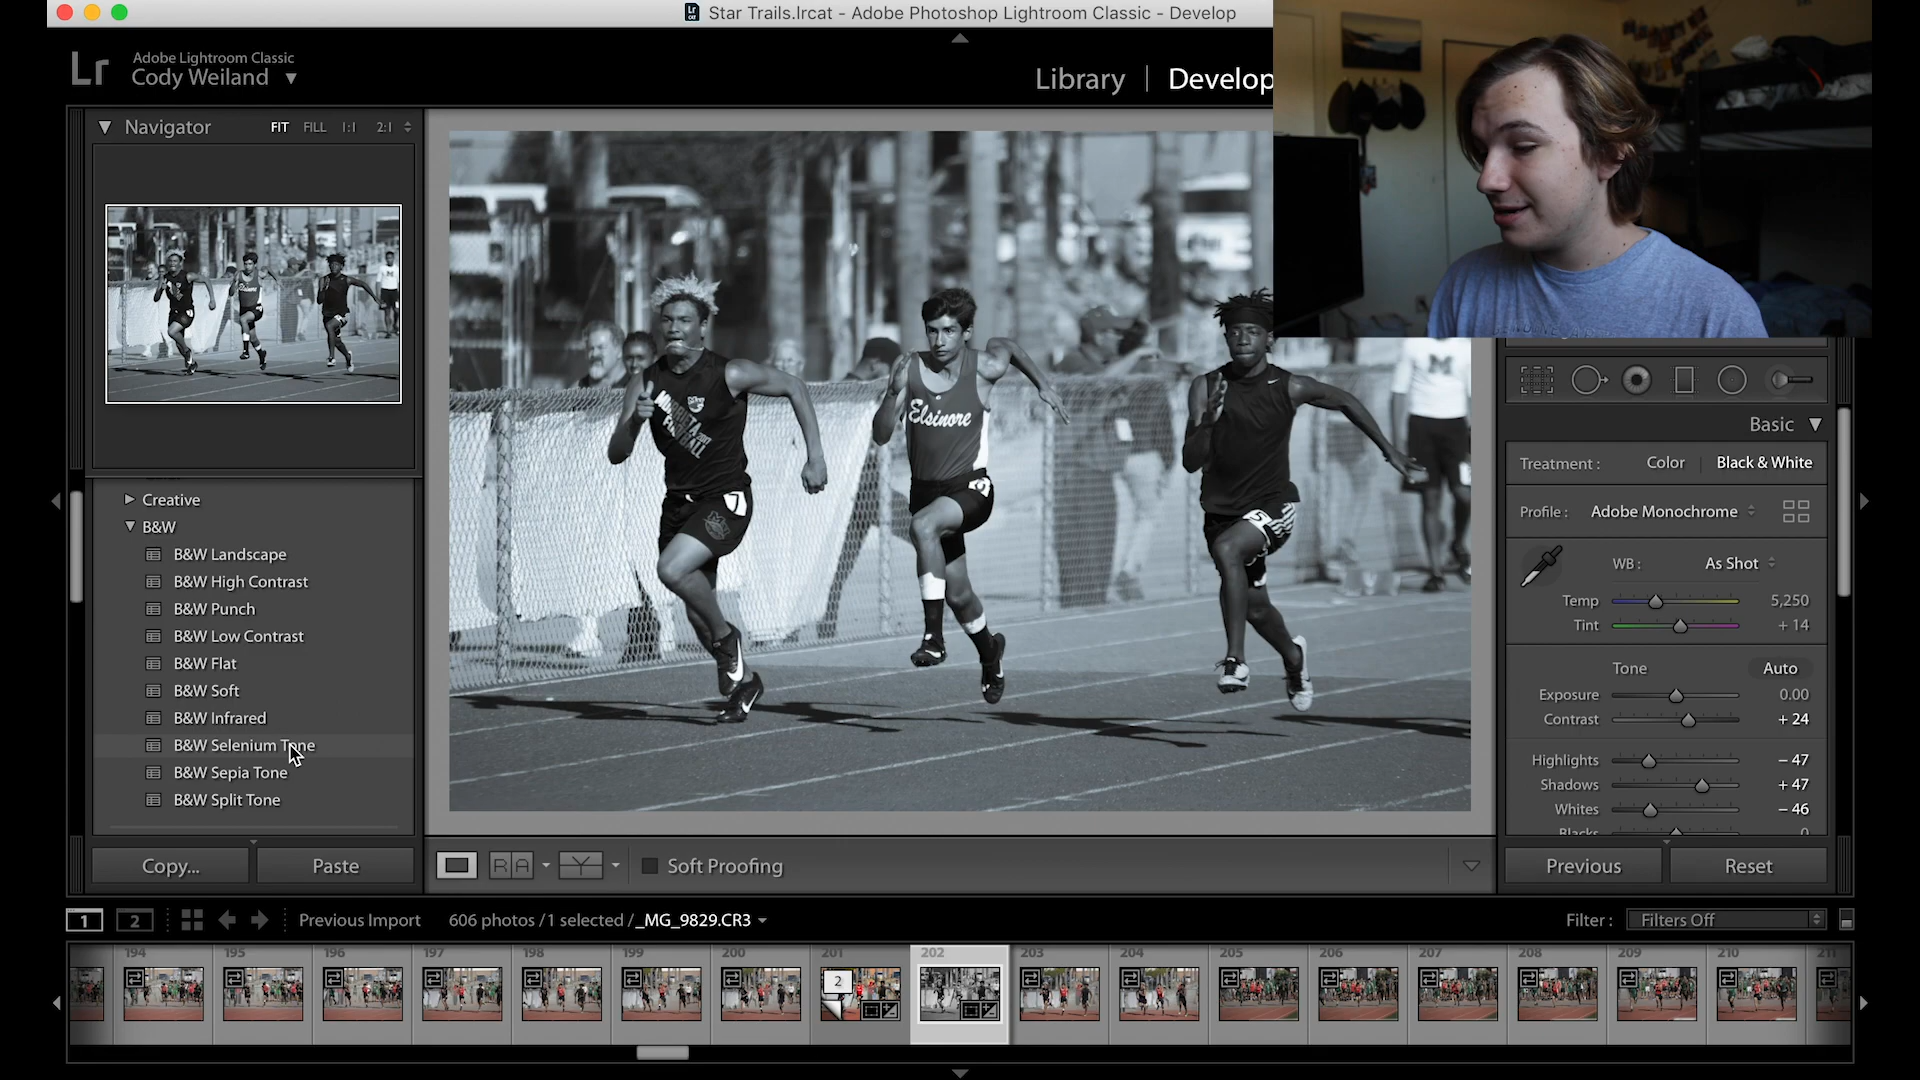 Star Trails.lrcat - Adobe Photoshop Lightroom Classic - Develop
Lr
Adobe Lightroom Classic
Cody Weiland
Library | Develop
Navigator FIT FILL 1:1 2:1
Creative
B&W
B&W Landscape
B&W High Contrast
B&W Punch
B&W Low Contrast
B&W Flat
B&W Soft
B&W Infrared
B&W Selenium Tone
B&W Sepia Tone
B&W Split Tone
Copy... Paste
Elsinore
7
M
Basic
Treatment : Color Black & White
Profile : Adobe Monochrome
WB : As Shot
Temp 5,250
Tint + 14
Tone Auto
Exposure 0.00
Contrast + 24
Highlights – 47
Shadows + 47
Whites – 46
Blacks 0
R A Y Soft Proofing
Previous Reset
1 2 Previous Import 606 photos / 1 selected / _MG_9829.CR3 Filter : Filters Off
194 195 196 197 198 199 200 201 202 203 204 205 206 207 208 209 210 211
2